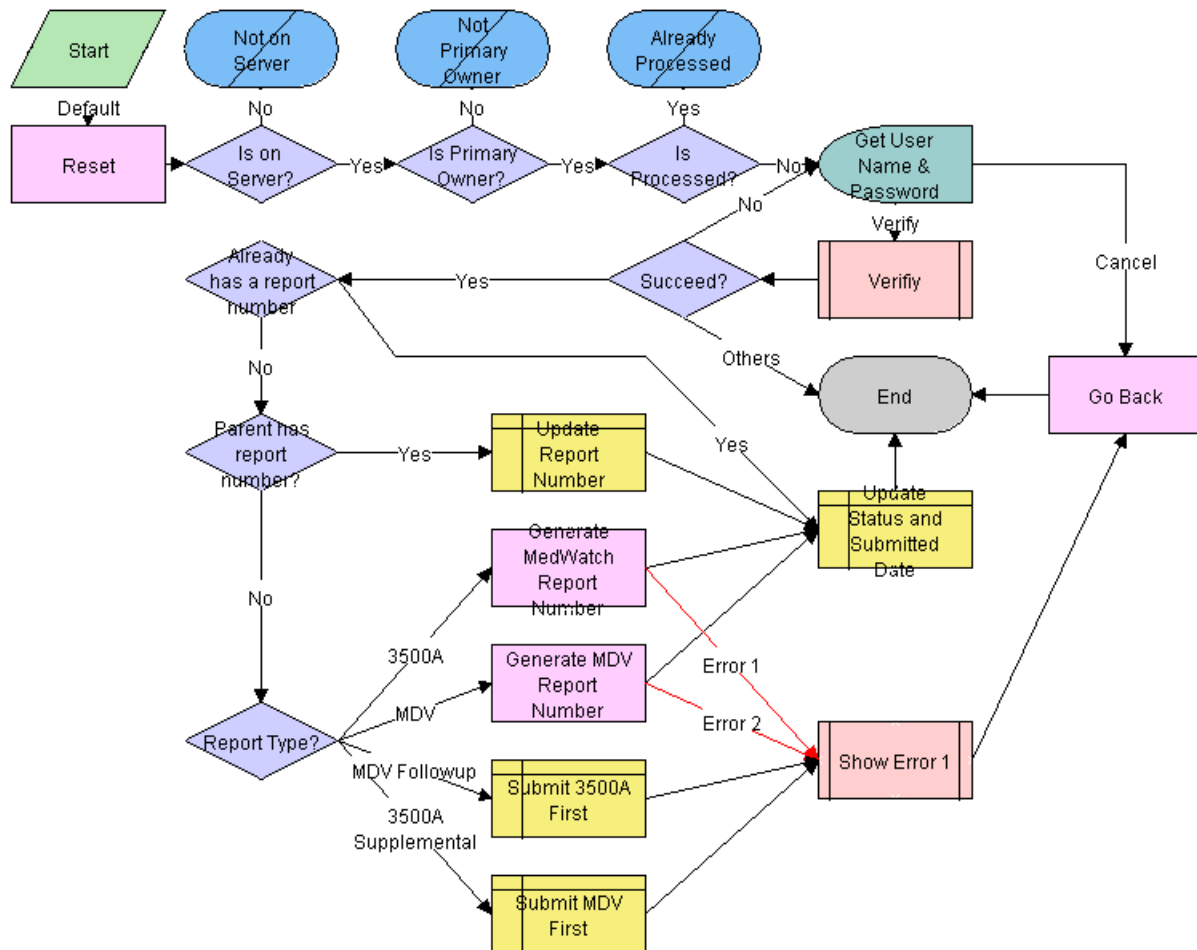 Start
Not on
Server
Not
Primary
Owner
Already
Processed
Default
No
No
Yes
Reset
Is on
Server?
Yes
Is Primary
Owner?
Yes
Is
Processed?
No
Get User
Name &
Password
No
Verify
Already
has a report
number
Yes
Succeed?
Verifiy
Cancel
No
Others
End
Go Back
Parent has
report
number?
Yes
Update
Report
Number
Yes
Update
Status and
Submitted
Date
Generate
MedWatch
Report
Number
No
3500A
Generate MDV
Report
Number
Error 1
MDV
Error 2
Report Type?
Show Error 1
MDV Followup
Submit 3500A
First
3500A
Supplemental
Submit MDV
First